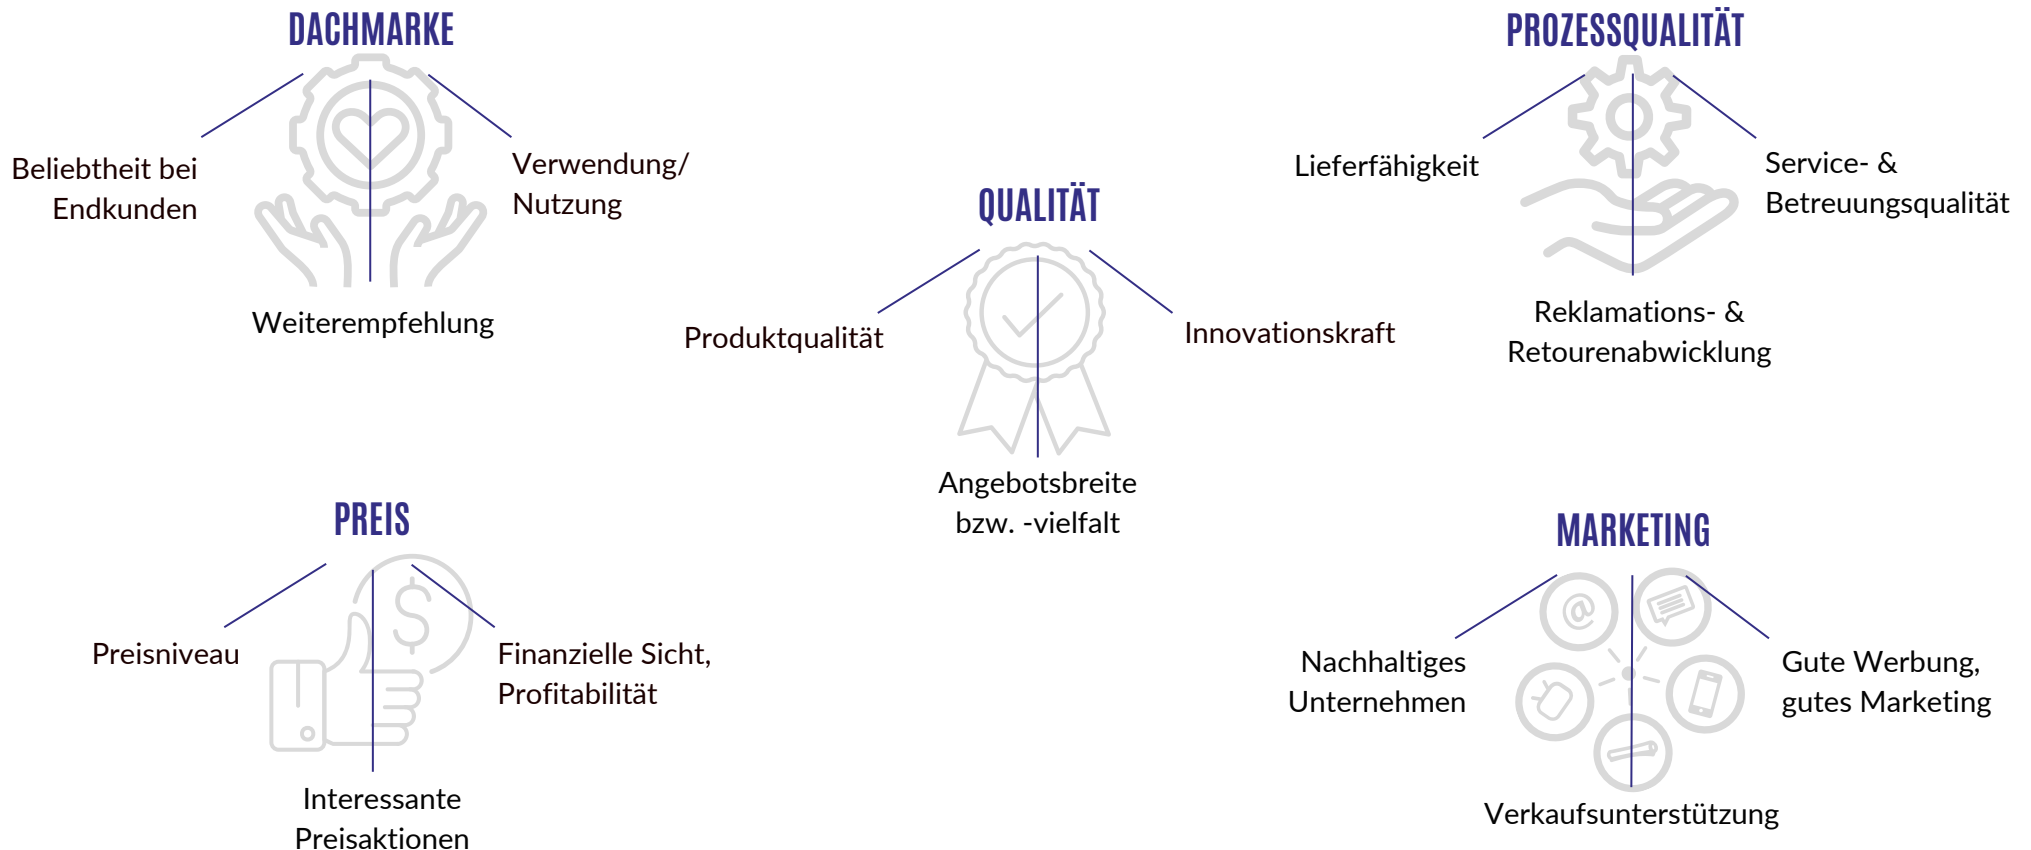 DACHMARKE
Beliebtheit bei
Endkunden
Verwendung/
Nutzung
Weiterempfehlung
PROZESSQUALITÄT
Lieferfähigkeit
Service- &
Betreuungsqualität
Reklamations- &
Retourenabwicklung
QUALITÄT
Produktqualität
Innovationskraft
Angebotsbreite
bzw. -vielfalt
PREIS
$
Preisniveau
Finanzielle Sicht,
Profitabilität
Interessante
Preisaktionen
MARKETING
@
Nachhaltiges
Unternehmen
Gute Werbung,
gutes Marketing
Verkaufsunterstützung